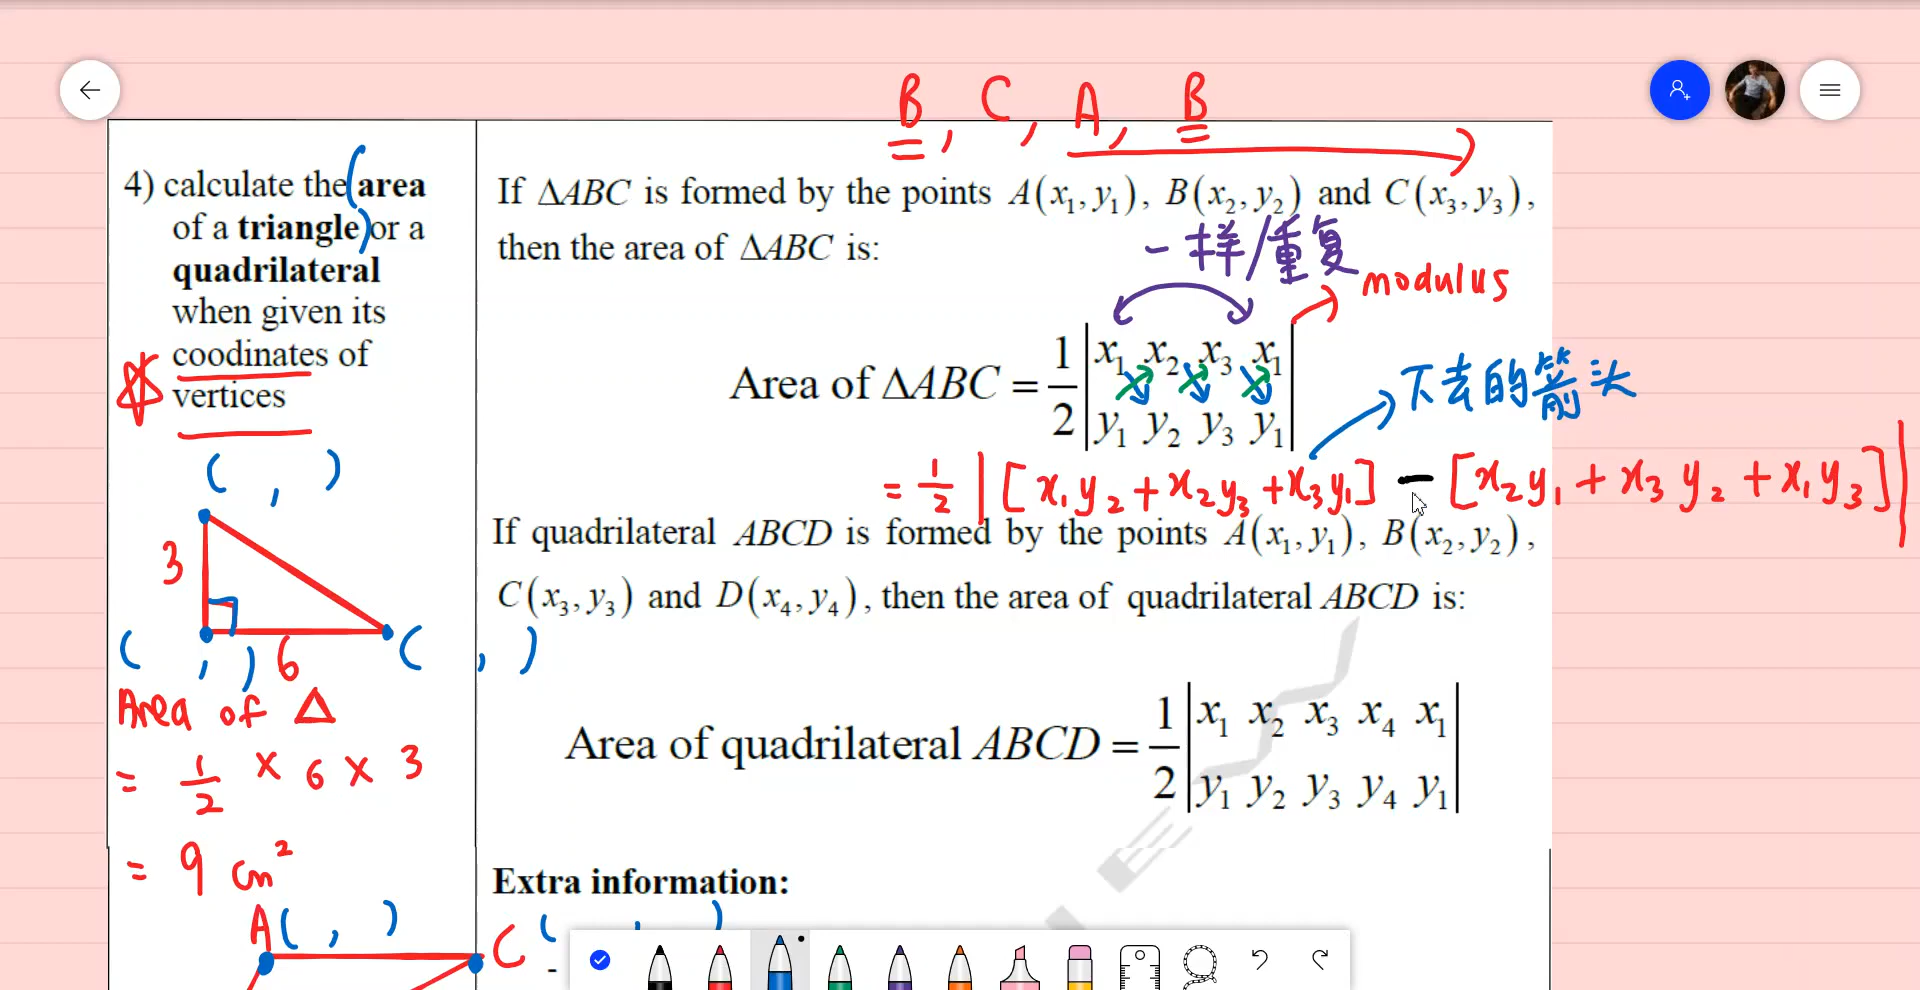 B, C, A, B
4) calculate the (area
of a triangle) or a
quadrilateral
when given its
coodinates of
vertices
( , )
3
( , ) 6 ( , )
Area of Δ
= 1/2 × 6 × 3
= 9 cm²
A( , )
C ( , )
If ΔABC is formed by the points A(x₁, y₁), B(x₂, y₂) and C(x₃, y₃),
then the area of ΔABC is:
一样/重复
modulus
Area of ΔABC = 1/2 | x₁ x₂ x₃ x₁ |
| y₁ y₂ y₃ y₁ |
下去的箭头
= 1/2 | [x₁y₂ + x₂y₃ + x₃y₁] − [x₂y₁ + x₃y₂ + x₁y₃] |
If quadrilateral ABCD is formed by the points A(x₁, y₁), B(x₂, y₂),
C(x₃, y₃) and D(x₄, y₄), then the area of quadrilateral ABCD is:
Area of quadrilateral ABCD = 1/2 | x₁ x₂ x₃ x₄ x₁ |
| y₁ y₂ y₃ y₄ y₁ |
Extra information:
-